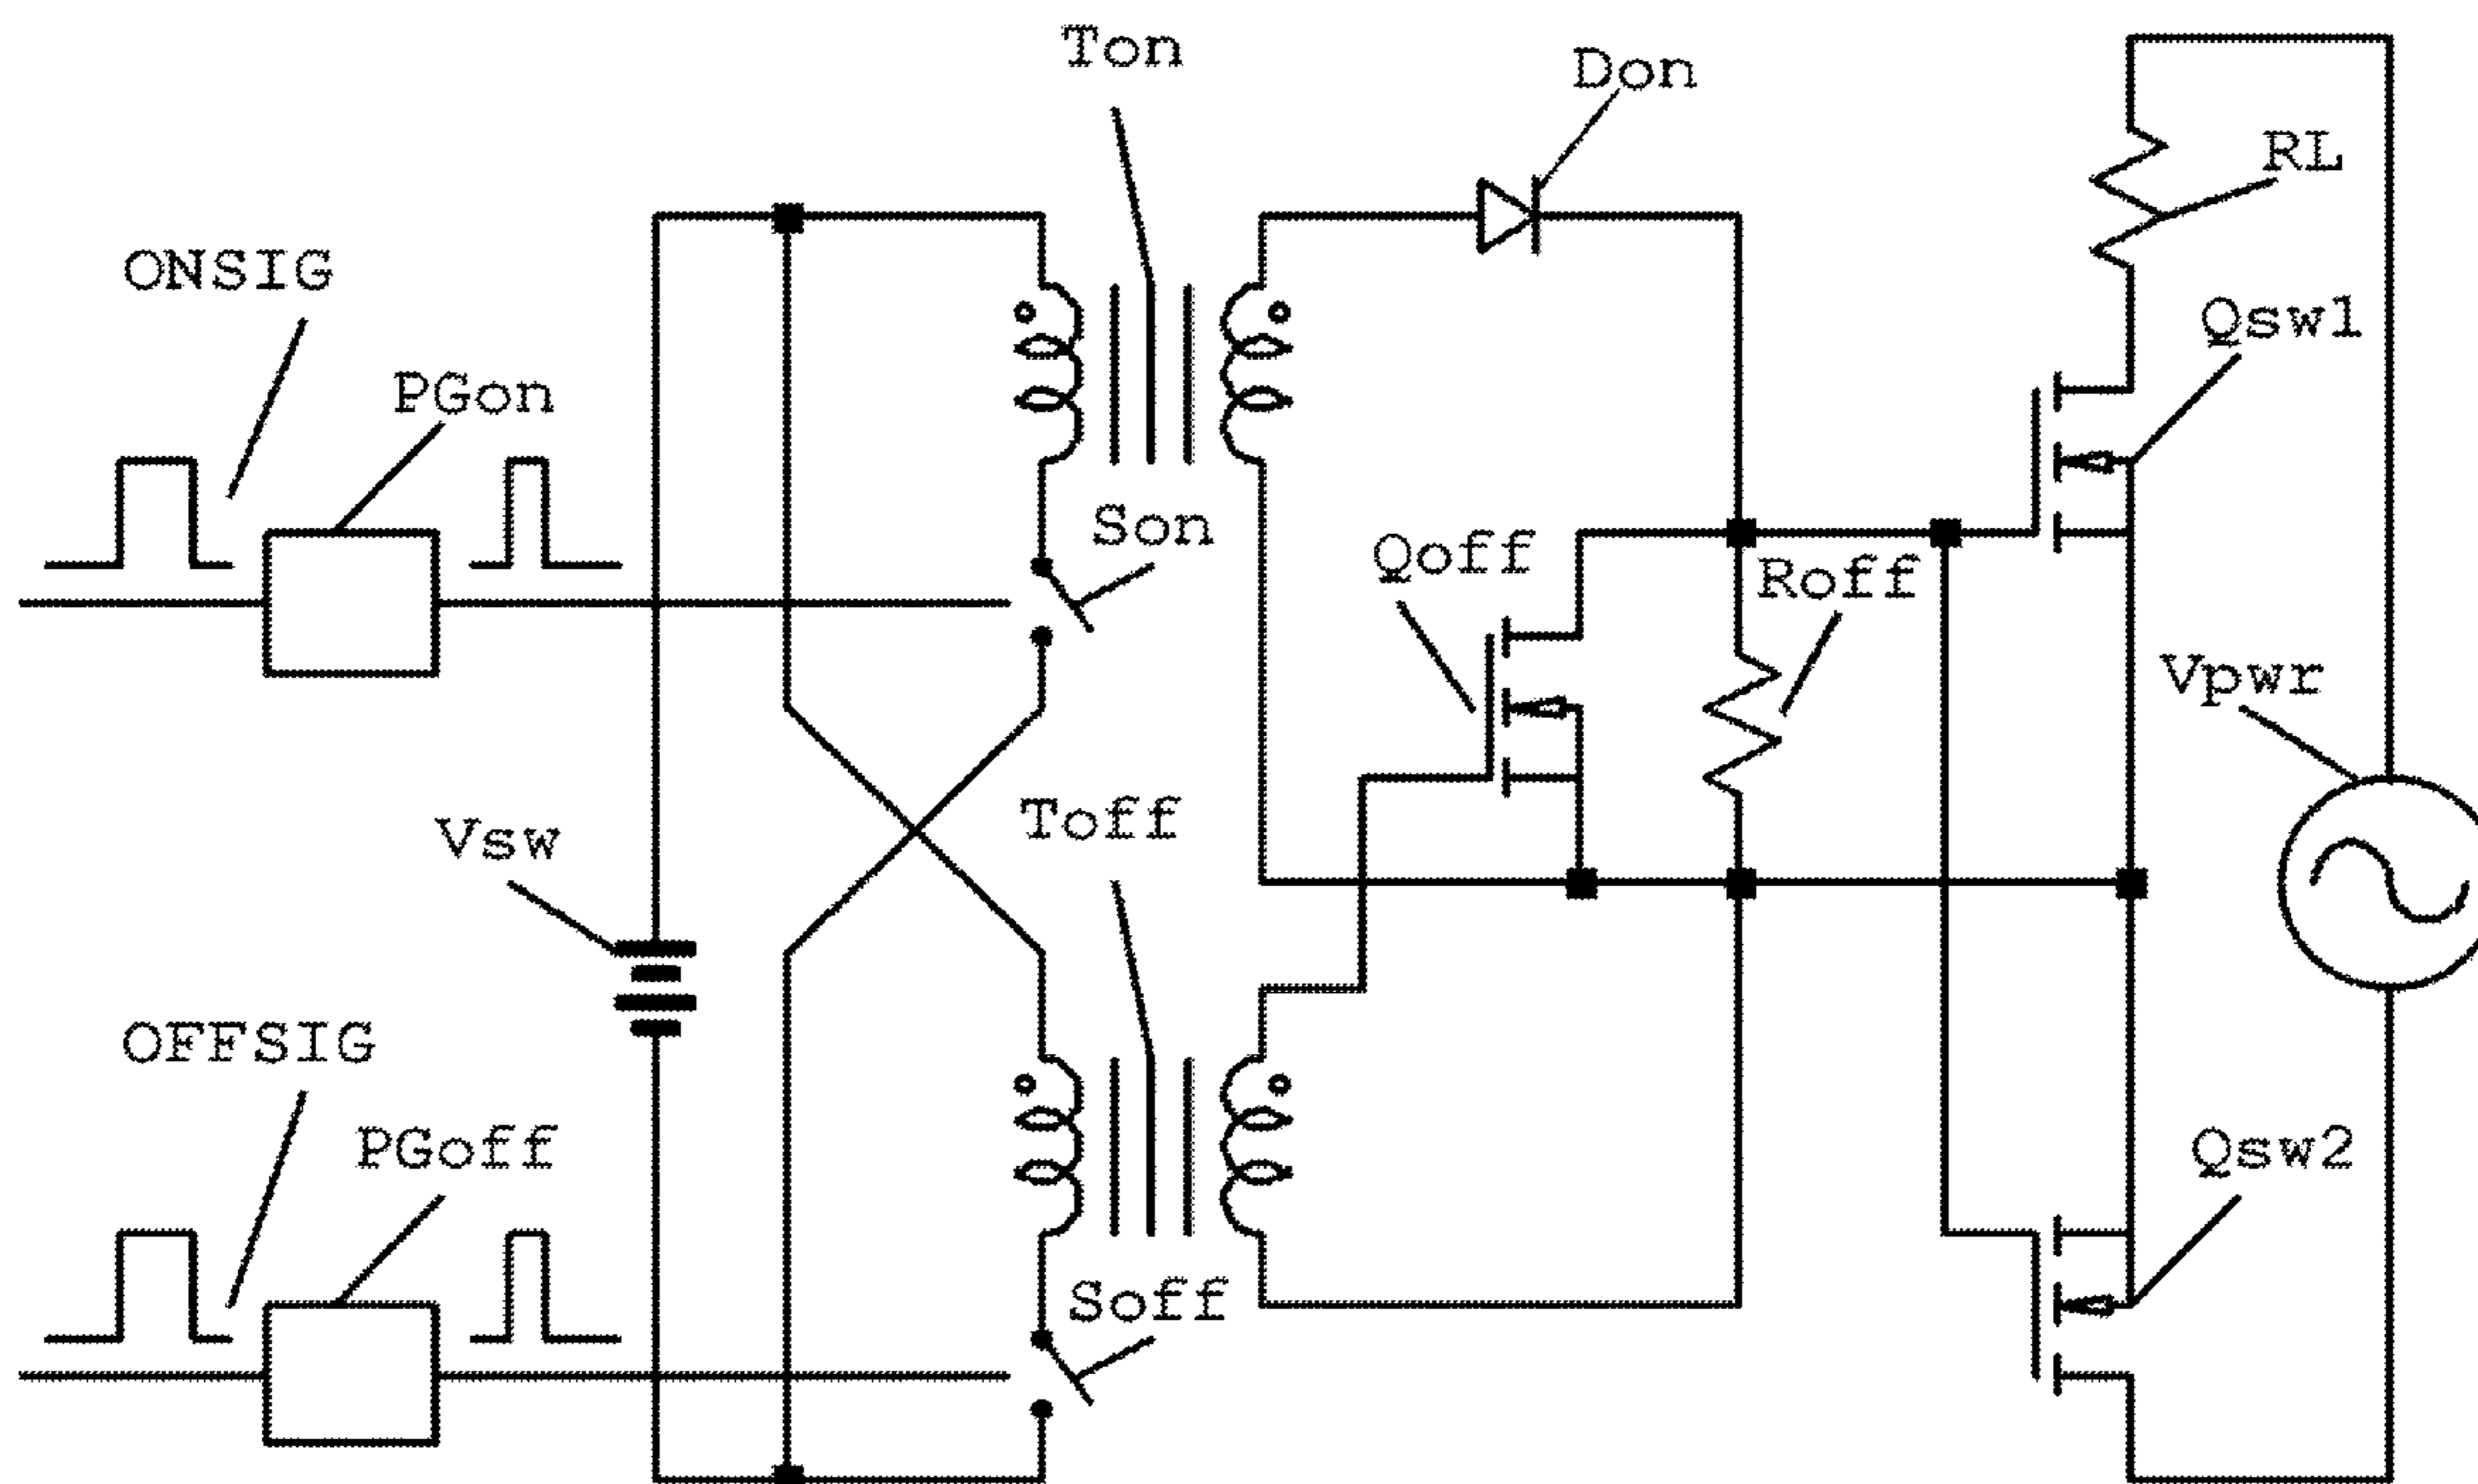 Ton
Don
RL
ONSIG
Qsw1
PGon
Son
Qoff
Roff
Vpwr
Toff
Vsw
OFFSIG
PGoff
Qsw2
Soff